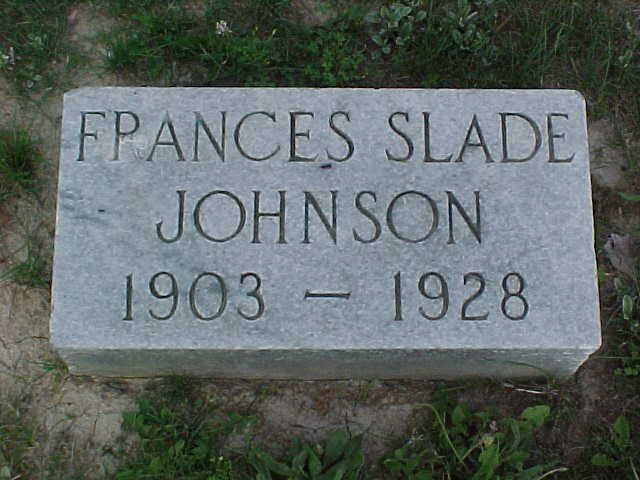 FRANCES SLADE
JOHNSON
1903 — 1928